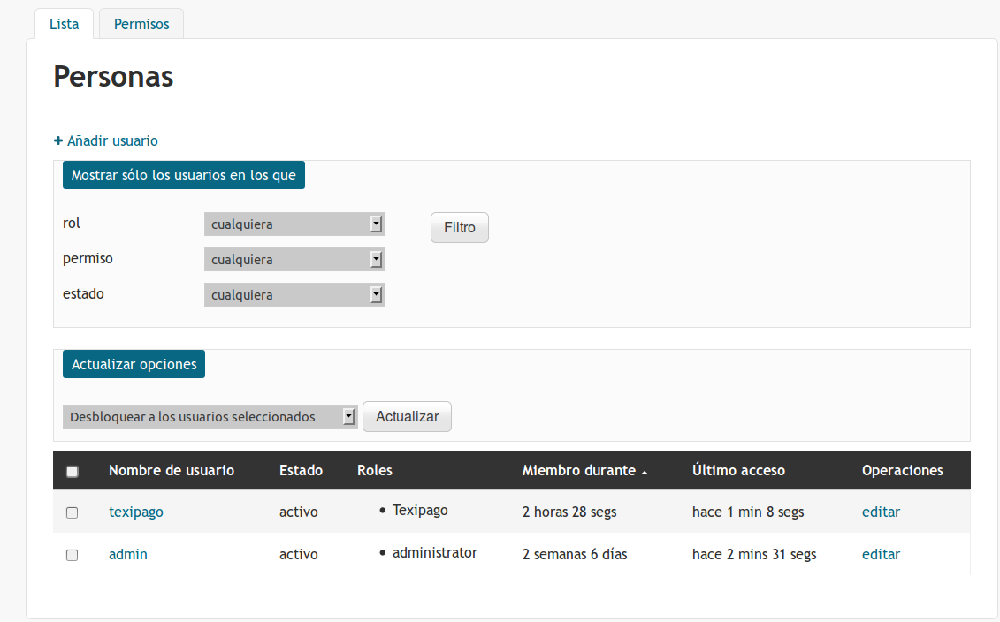 Lista Permisos
Personas
+ Añadir usuario
Mostrar sólo los usuarios en los que
rol cualquiera Filtro
permiso cualquiera
estado cualquiera
Actualizar opciones
Desbloquear a los usuarios seleccionados Actualizar
Nombre de usuario Estado Roles Miembro durante Último acceso Operaciones
texipago activo • Texipago 2 horas 28 segs hace 1 min 8 segs editar
admin activo • administrator 2 semanas 6 días hace 2 mins 31 segs editar